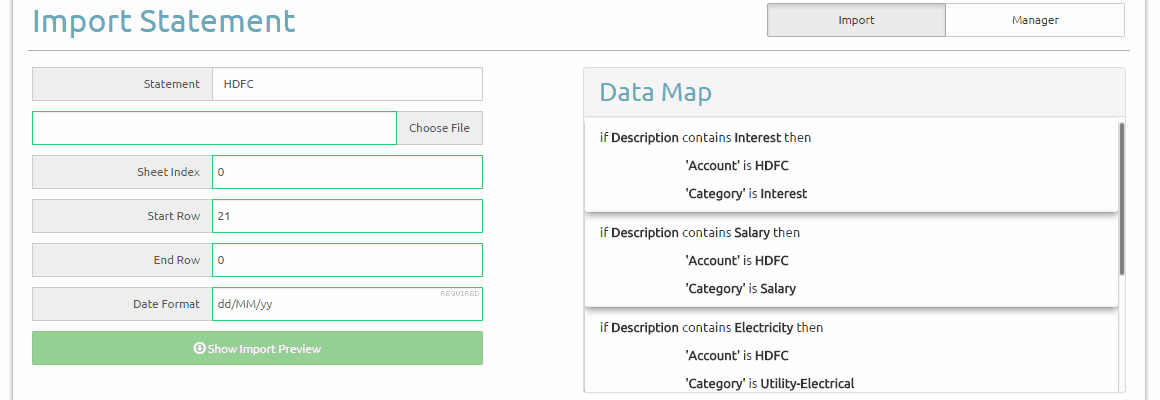 Import Statement
Import
Manager
Statement
HDFC
Choose File
Sheet Index
0
Start Row
21
End Row
0
Date Format
dd/MM/yy
REQUIRED
Show Import Preview
Data Map
if Description contains Interest then
'Account' is HDFC
'Category' is Interest
if Description contains Salary then
'Account' is HDFC
'Category' is Salary
if Description contains Electricity then
'Account' is HDFC
'Category' is Utility-Electrical